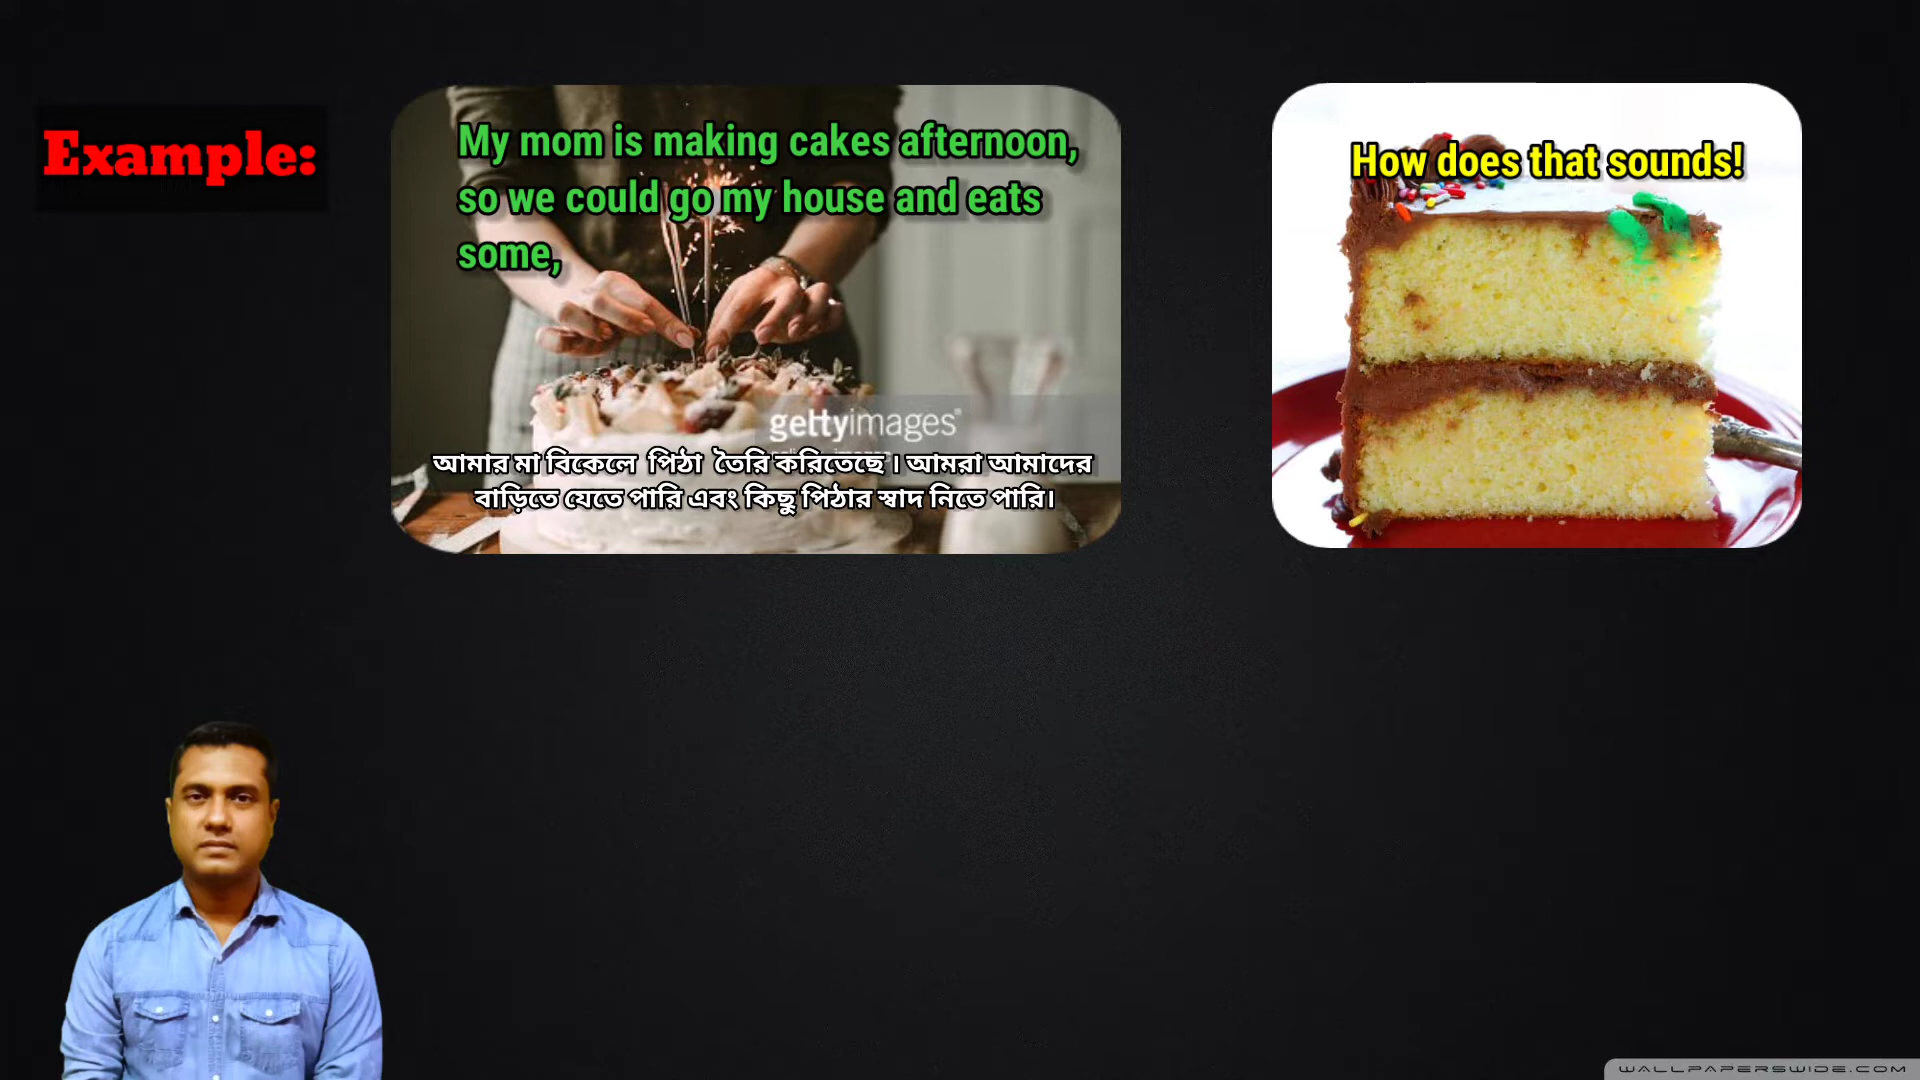 Example:
My mom is making cakes afternoon,
so we could go my house and eats
some,
gettyimages®
আমার মা বিকেলে পিঠা তৈরি করিতেছে। আমরা আমাদের
বাড়িতে যেতে পারি এবং কিছু পিঠার স্বাদ নিতে পারি।
How does that sounds!
WALLPAPERSWIDE.COM